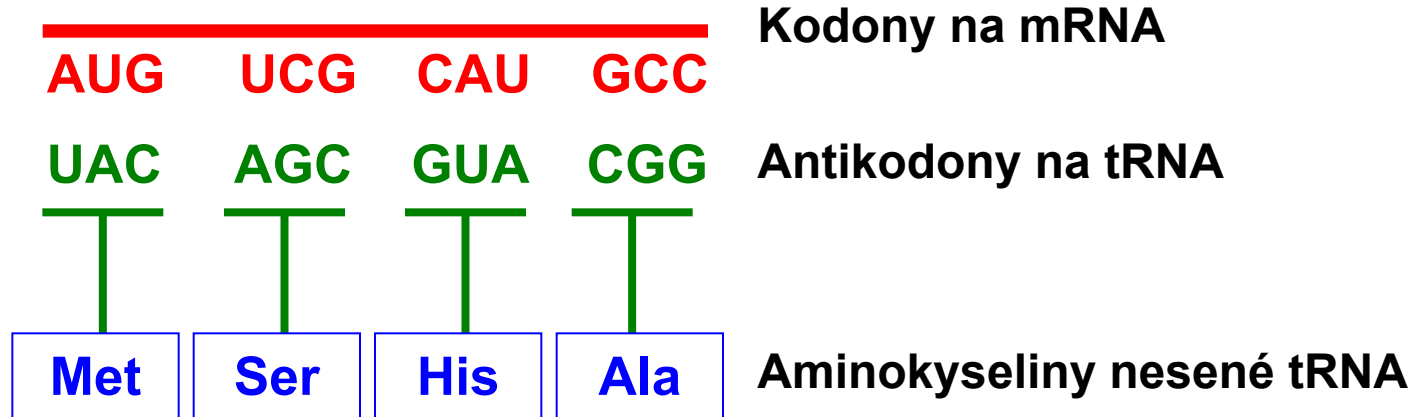 Kodony na mRNA
AUG UCG CAU GCC
UAC AGC GUA CGG Antikodony na tRNA
Met Ser His Ala Aminokyseliny nesené tRNA